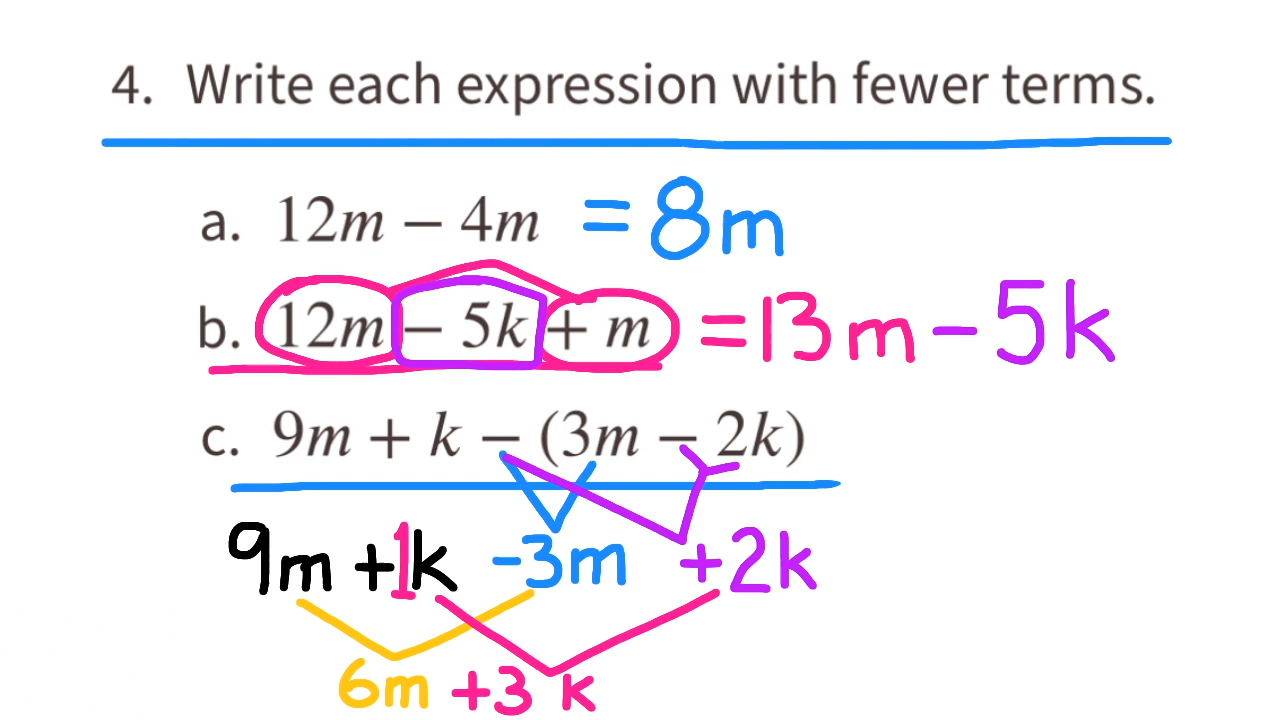 4. Write each expression with fewer terms.
a. 12m − 4m = 8m
b. 12m − 5k + m = 13m − 5k
c. 9m + k − (3m − 2k)
9m + 1k - 3m + 2k
6m + 3k